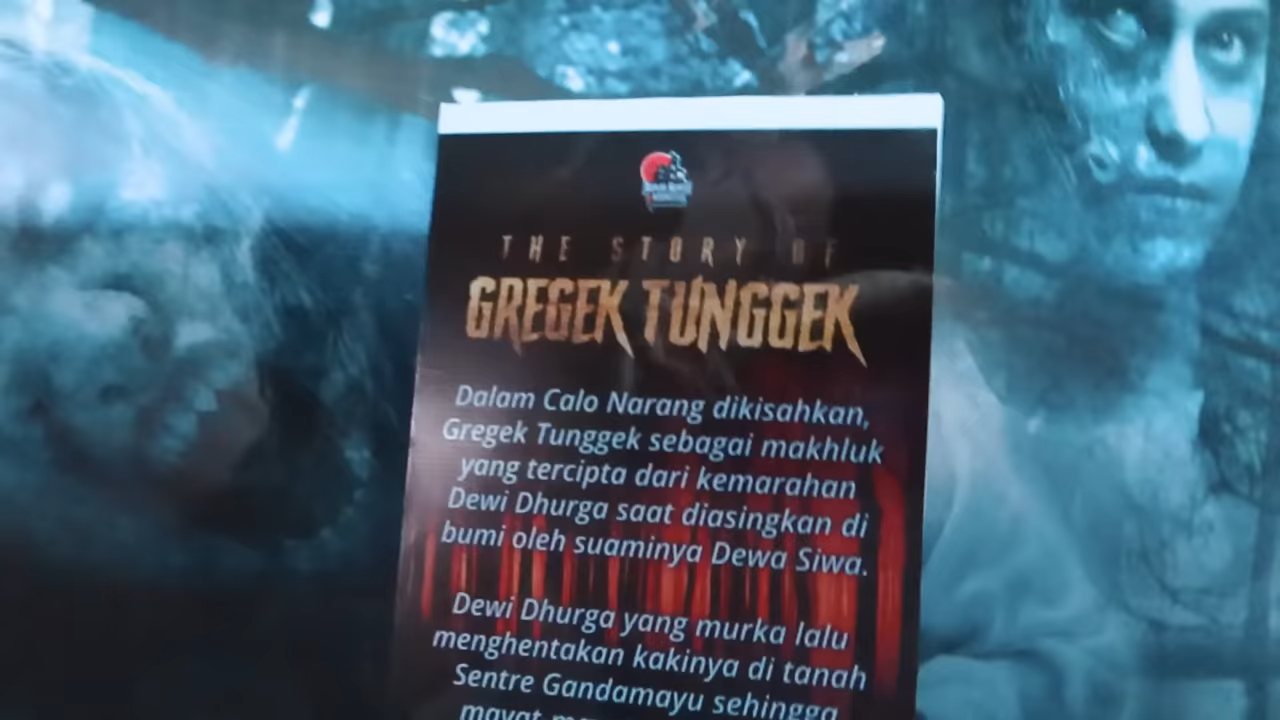 THE STORY OF
GREGEK TUNGGEK
Dalam Calo Narang dikisahkan,
Gregek Tunggek sebagai makhluk
yang tercipta dari kemarahan
Dewi Dhurga saat diasingkan di
bumi oleh suaminya Dewa Siwa.
Dewi Dhurga yang murka lalu
menghentakan kakinya di tanah
Sentre Gandamayu sehingga
mayat